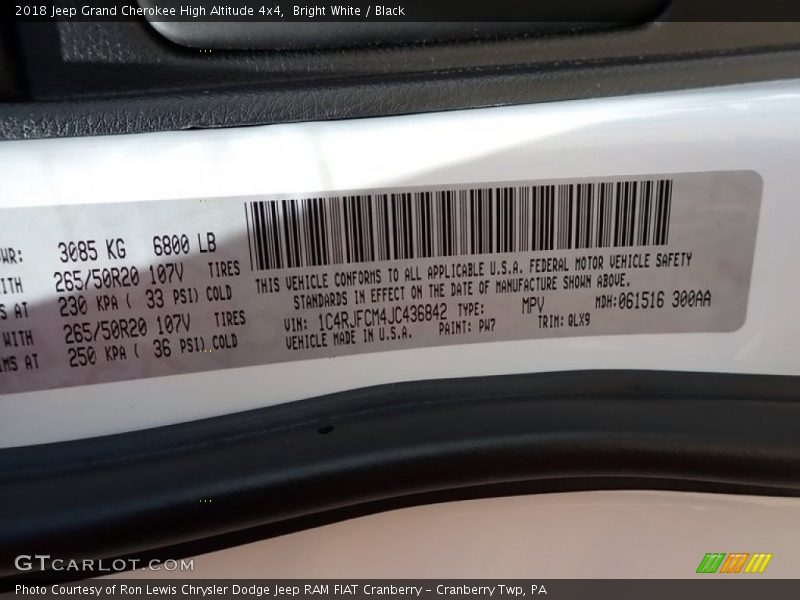 2018 Jeep Grand Cherokee High Altitude 4x4,  Bright White / Black
WR: 3085 KG 6800 LB
ITH 265/50R20 107V TIRES
S AT 230 KPA ( 33 PSI) COLD
WITH 265/50R20 107V TIRES
MS AT 250 KPA ( 36 PSI) COLD
THIS VEHICLE CONFORMS TO ALL APPLICABLE U.S.A. FEDERAL MOTOR VEHICLE SAFETY
STANDARDS IN EFFECT ON THE DATE OF MANUFACTURE SHOWN ABOVE.
VIN: 1C4RJFCM4JC436842 TYPE: MPV MDH:061516 300AA
VEHICLE MADE IN U.S.A. PAINT: PW7 TRIM: QLX9
GTCARLOT.COM
Photo Courtesy of Ron Lewis Chrysler Dodge Jeep RAM FIAT Cranberry – Cranberry Twp, PA